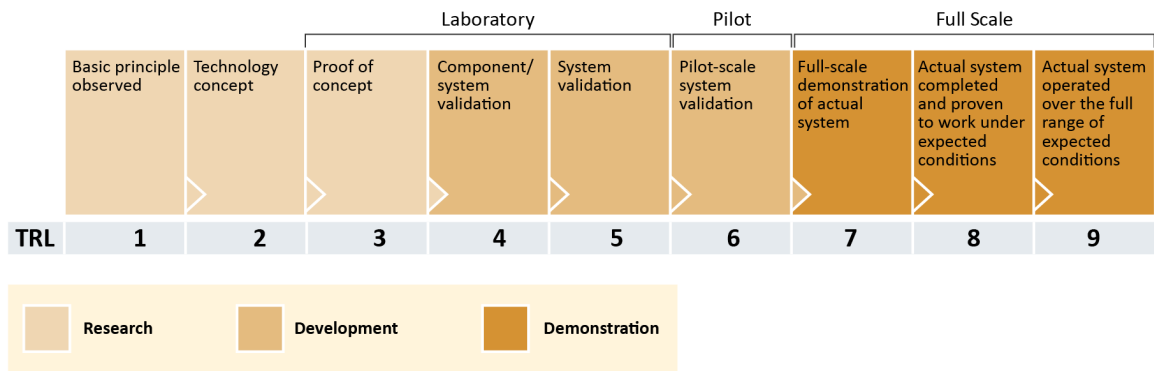 Laboratory
Pilot
Full Scale
Basic principle
observed
Technology
concept
Proof of
concept
Component/
system
validation
System
validation
Pilot-scale
system
validation
Full-scale
demonstration
of actual
system
Actual system
completed
and proven
to work under
expected
conditions
Actual system
operated
over the full
range of
expected
conditions
TRL 1 2 3 4 5 6 7 8 9
Research
Development
Demonstration